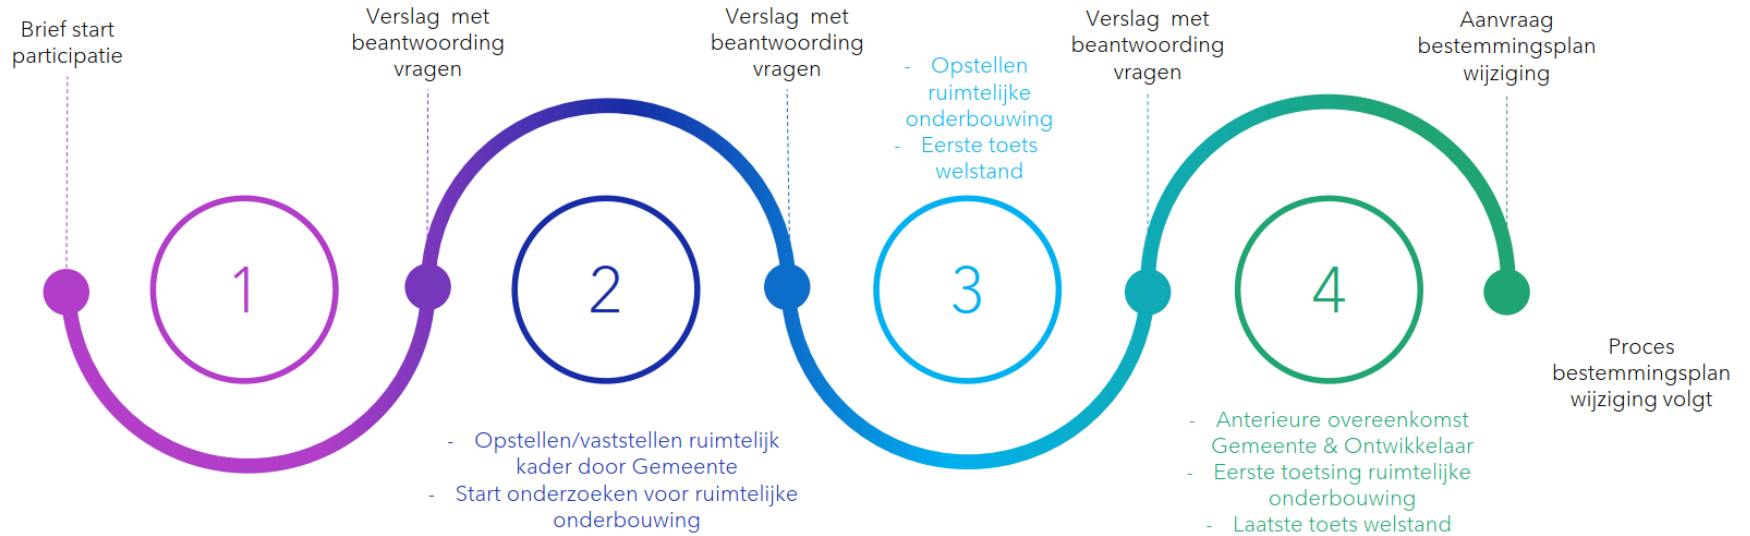 Brief start
participatie
Verslag met
beantwoording
vragen
Verslag met
beantwoording
vragen
Verslag met
beantwoording
vragen
Aanvraag
bestemmingsplan
wijziging
- Opstellen
ruimtelijke
onderbouwing
- Eerste toets
welstand
1
2
3
4
- Opstellen/vaststellen ruimtelijk
kader door Gemeente
- Start onderzoeken voor ruimtelijke
onderbouwing
- Anterieure overeenkomst
Gemeente & Ontwikkelaar
- Eerste toetsing ruimtelijke
onderbouwing
- Laatste toets welstand
Proces
bestemmingsplan
wijziging volgt